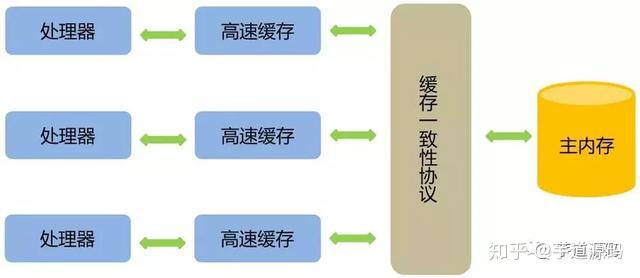 处理器
高速缓存
处理器
高速缓存
处理器
高速缓存
缓存一致性协议
主内存
知乎 @芋道源码